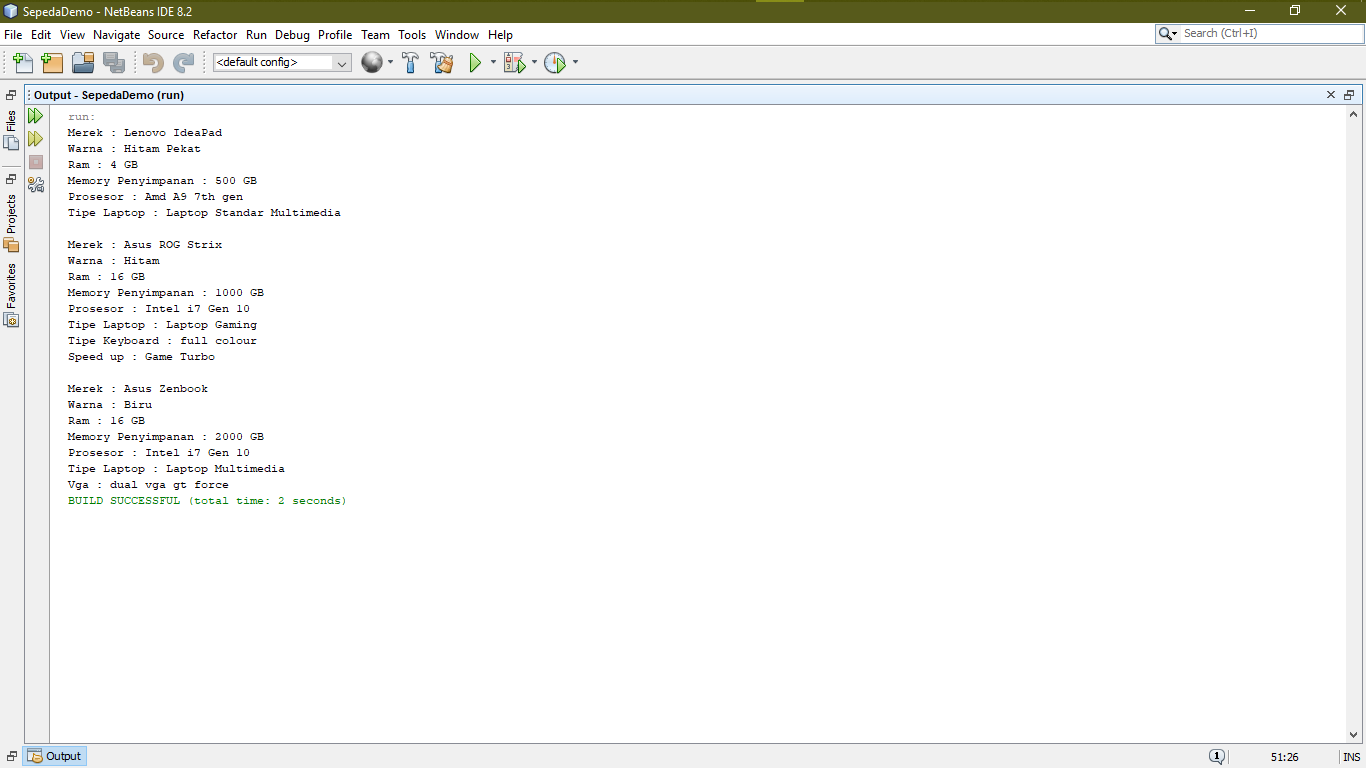 SepedaDemo - NetBeans IDE 8.2
File Edit View Navigate Source Refactor Run Debug Profile Team Tools Window Help
Search (Ctrl+I)
<default config>
Output - SepedaDemo (run)
Files
Projects
Favorites
run:
Merek : Lenovo IdeaPad
Warna : Hitam Pekat
Ram : 4 GB
Memory Penyimpanan : 500 GB
Prosesor : Amd A9 7th gen
Tipe Laptop : Laptop Standar Multimedia
Merek : Asus ROG Strix
Warna : Hitam
Ram : 16 GB
Memory Penyimpanan : 1000 GB
Prosesor : Intel i7 Gen 10
Tipe Laptop : Laptop Gaming
Tipe Keyboard : full colour
Speed up : Game Turbo
Merek : Asus Zenbook
Warna : Biru
Ram : 16 GB
Memory Penyimpanan : 2000 GB
Prosesor : Intel i7 Gen 10
Tipe Laptop : Laptop Multimedia
Vga : dual vga gt force
BUILD SUCCESSFUL (total time: 2 seconds)
Output
1
51:26
INS